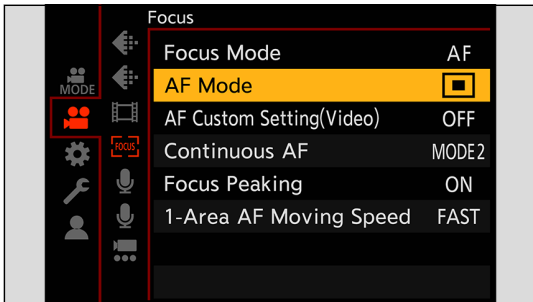 Focus
Focus Mode AF
MODE
AF Mode
AF Custom Setting(Video) OFF
FOCUS
Continuous AF MODE2
Focus Peaking ON
1-Area AF Moving Speed FAST